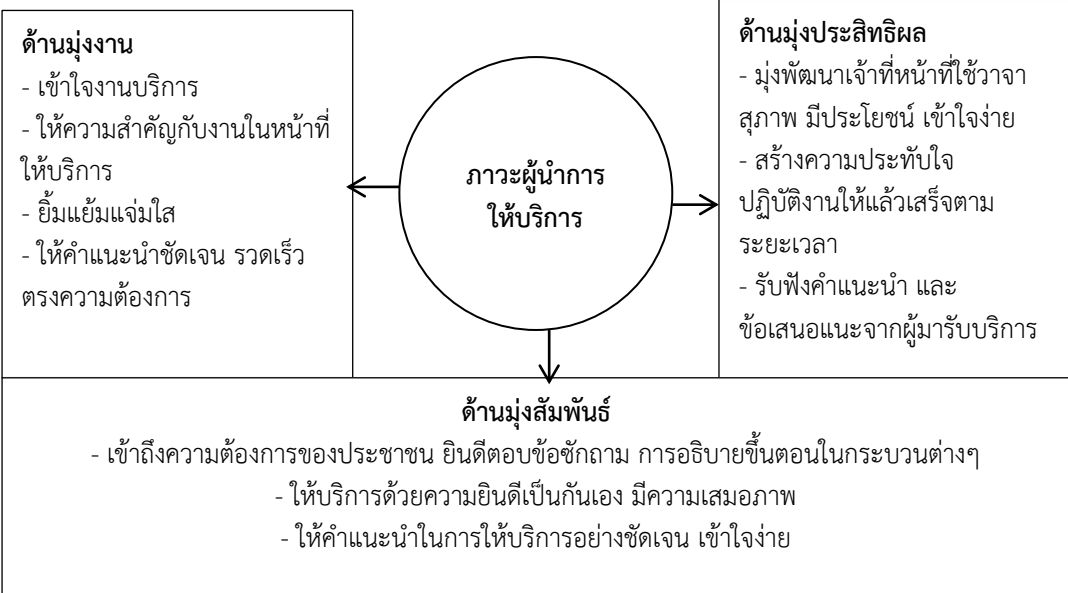 ด้านมุ่งงาน
- เข้าใจงานบริการ
- ให้ความสำคัญกับงานในหน้าที่
ให้บริการ
- ยิ้มแย้มแจ่มใส
- ให้คำแนะนำชัดเจน รวดเร็ว
ตรงความต้องการ
ภาวะผู้นำการ
ให้บริการ
ด้านมุ่งประสิทธิผล
- มุ่งพัฒนาเจ้าที่หน้าที่ใช้วาจา
สุภาพ มีประโยชน์ เข้าใจง่าย
- สร้างความประทับใจ
ปฏิบัติงานให้แล้วเสร็จตาม
ระยะเวลา
- รับฟังคำแนะนำ และ
ข้อเสนอแนะจากผู้มารับบริการ
ด้านมุ่งสัมพันธ์
- เข้าถึงความต้องการของประชาชน ยินดีตอบข้อซักถาม การอธิบายขึ้นตอนในกระบวนต่างๆ
- ให้บริการด้วยความยินดีเป็นกันเอง มีความเสมอภาพ
- ให้คำแนะนำในการให้บริการอย่างชัดเจน เข้าใจง่าย